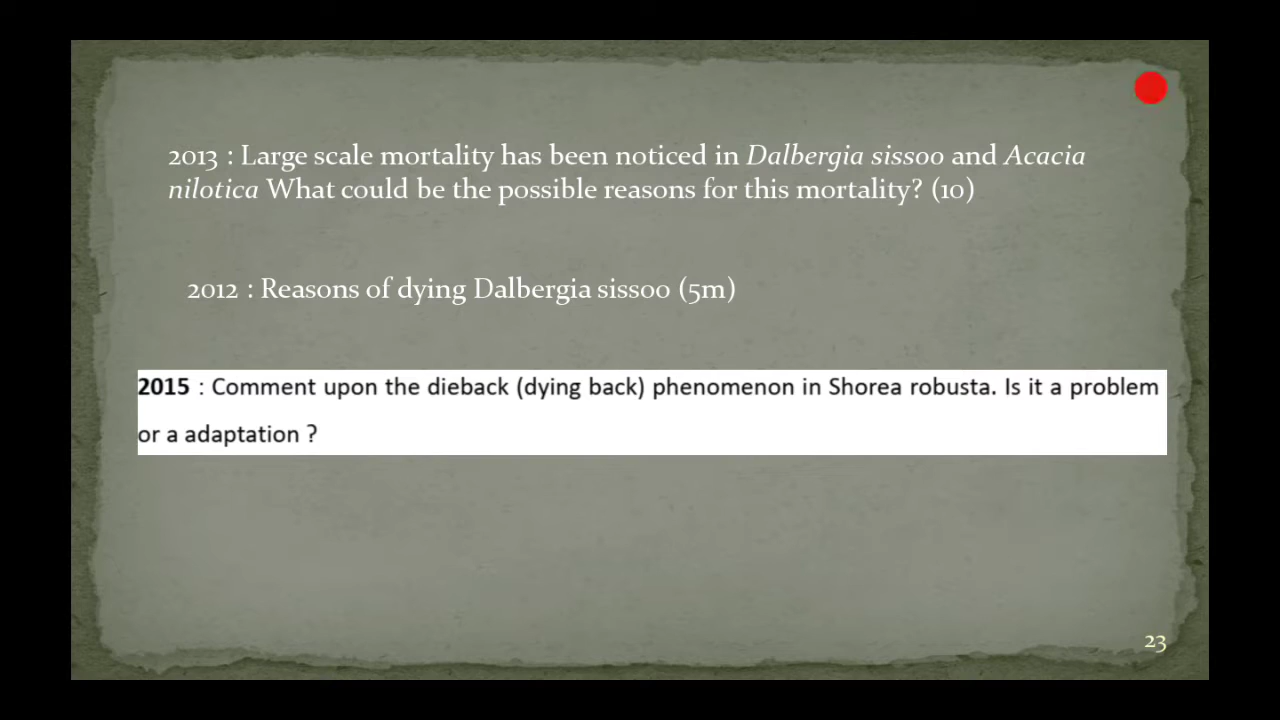 2013 : Large scale mortality has been noticed in Dalbergia sissoo and Acacia
nilotica What could be the possible reasons for this mortality? (10)
2012 : Reasons of dying Dalbergia sissoo (5m)
2015 : Comment upon the dieback (dying back) phenomenon in Shorea robusta. Is it a problem
or a adaptation ?
23